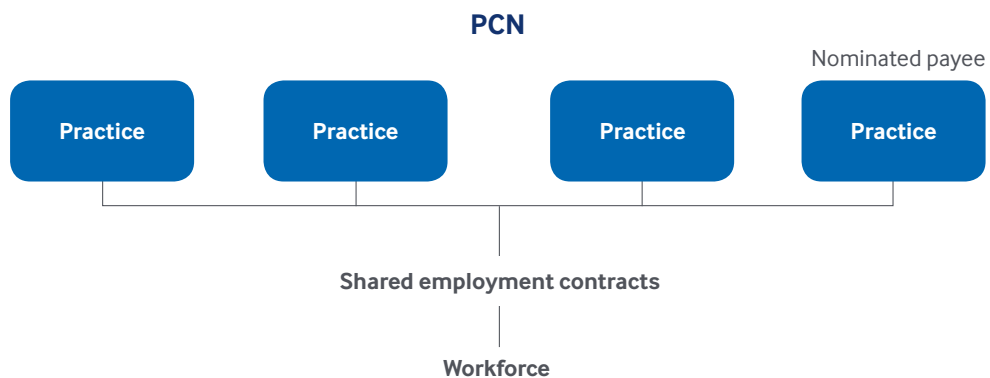 PCN
Nominated payee
Practice
Practice
Practice
Practice
Shared employment contracts
Workforce